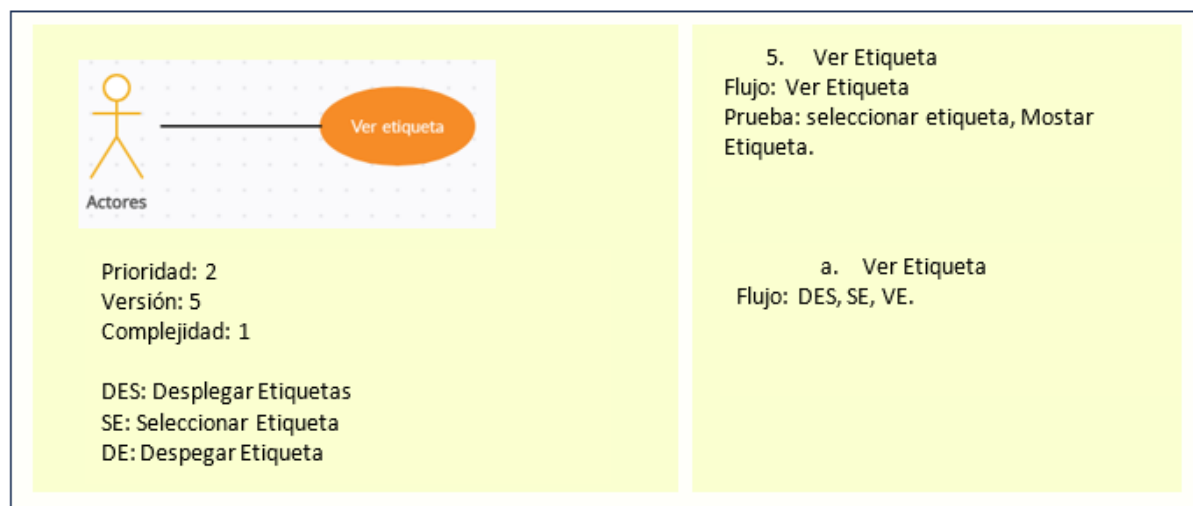 Ver etiqueta
Actores
Prioridad: 2
Versión: 5
Complejidad: 1
DES: Desplegar Etiquetas
SE: Seleccionar Etiqueta
DE: Despegar Etiqueta
5. Ver Etiqueta
Flujo: Ver Etiqueta
Prueba: seleccionar etiqueta, Mostar
Etiqueta.
a. Ver Etiqueta
Flujo: DES, SE, VE.